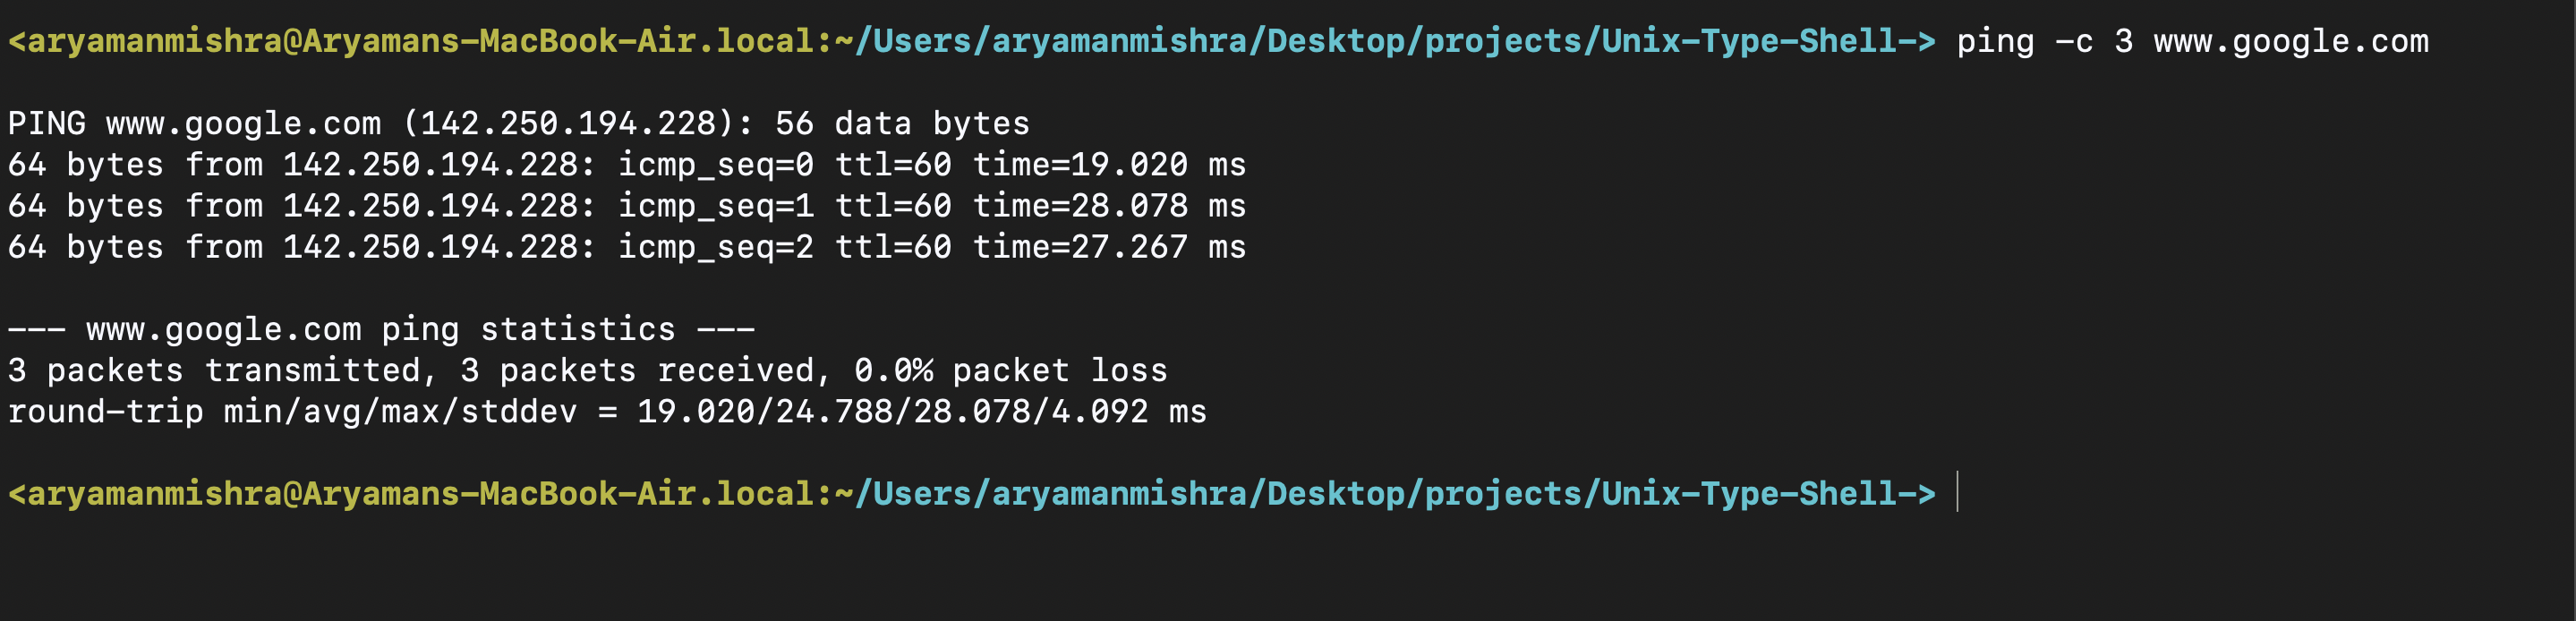 <aryamanmishra@Aryamans-MacBook-Air.local:~/Users/aryamanmishra/Desktop/projects/Unix-Type-Shell-> ping -c 3 www.google.com
PING www.google.com (142.250.194.228): 56 data bytes
64 bytes from 142.250.194.228: icmp_seq=0 ttl=60 time=19.020 ms
64 bytes from 142.250.194.228: icmp_seq=1 ttl=60 time=28.078 ms
64 bytes from 142.250.194.228: icmp_seq=2 ttl=60 time=27.267 ms
--- www.google.com ping statistics ---
3 packets transmitted, 3 packets received, 0.0% packet loss
round-trip min/avg/max/stddev = 19.020/24.788/28.078/4.092 ms
<aryamanmishra@Aryamans-MacBook-Air.local:~/Users/aryamanmishra/Desktop/projects/Unix-Type-Shell->